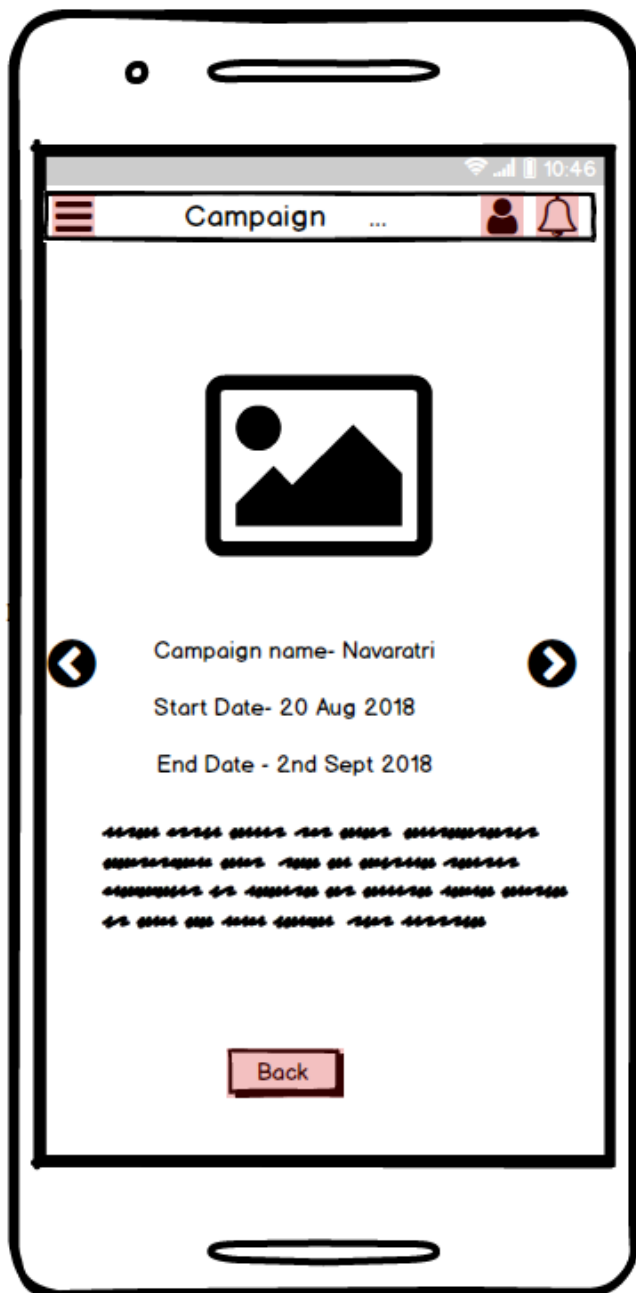 10:46
Campaign ...
Campaign name- Navaratri
Start Date- 20 Aug 2018
End Date - 2nd Sept 2018
Back